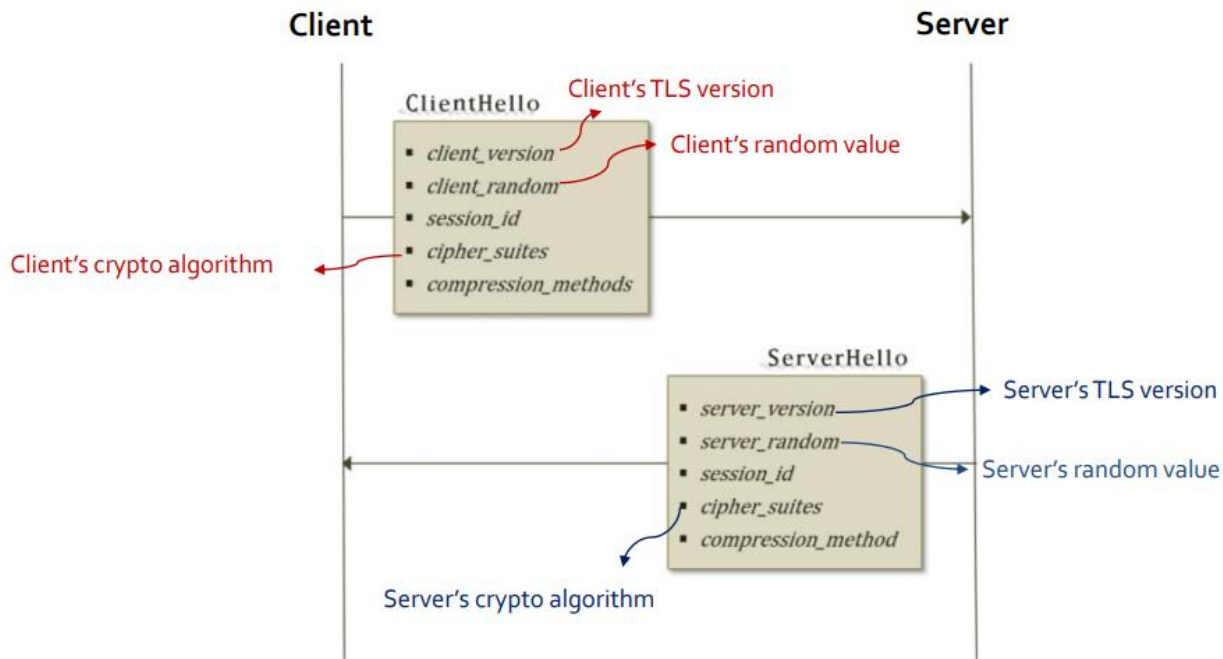 Client
Server
Client's TLS version
ClientHello
Client's random value
▪ client_version
▪ client_random
▪ session_id
▪ cipher_suites
▪ compression_methods
Client's crypto algorithm
ServerHello
Server's TLS version
▪ server_version
▪ server_random
▪ session_id
▪ cipher_suites
▪ compression_method
Server's random value
Server's crypto algorithm